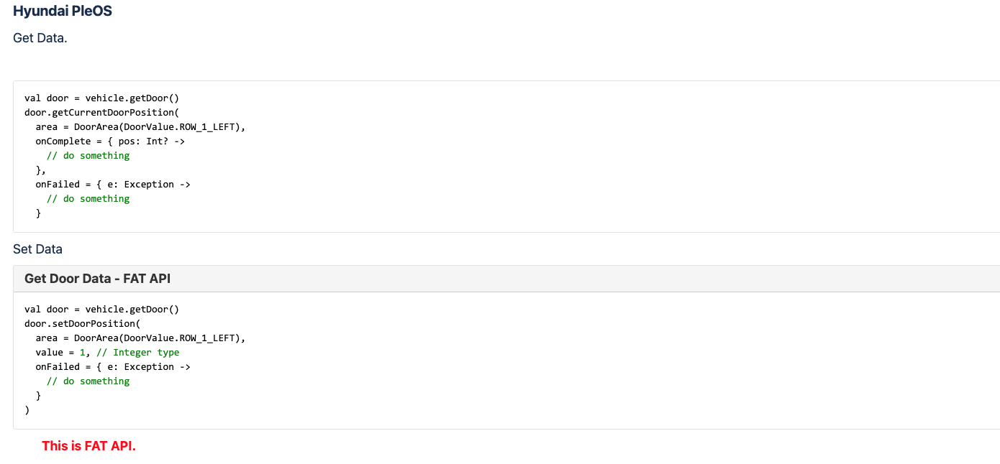 Hyundai PleOS
Get Data.
val door = vehicle.getDoor()
door.getCurrentDoorPosition(
  area = DoorArea(DoorValue.ROW_1_LEFT),
  onComplete = { pos: Int? ->
    // do something
  },
  onFailed = { e: Exception ->
    // do something
  }
Set Data
Get Door Data - FAT API
val door = vehicle.getDoor()
door.setDoorPosition(
  area = DoorArea(DoorValue.ROW_1_LEFT),
  value = 1, // Integer type
  onFailed = { e: Exception ->
    // do something
  }
)
This is FAT API.